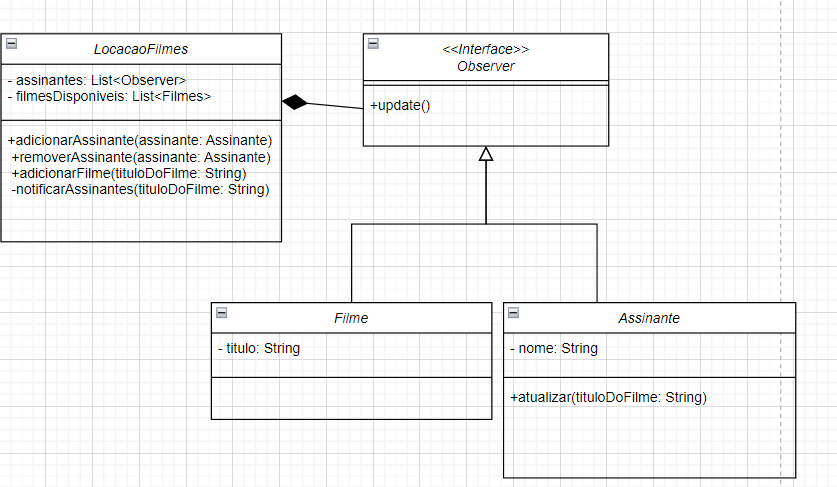 LocacaoFilmes
- assinantes: List<Observer>
- filmesDisponiveis: List<Filmes>
+adicionarAssinante(assinante: Assinante)
+removerAssinante(assinante: Assinante)
+adicionarFilme(tituloDoFilme: String)
-notificarAssinantes(tituloDoFilme: String)
<<Interface>>
Observer
+update()
Filme
- titulo: String
Assinante
- nome: String
+atualizar(tituloDoFilme: String)